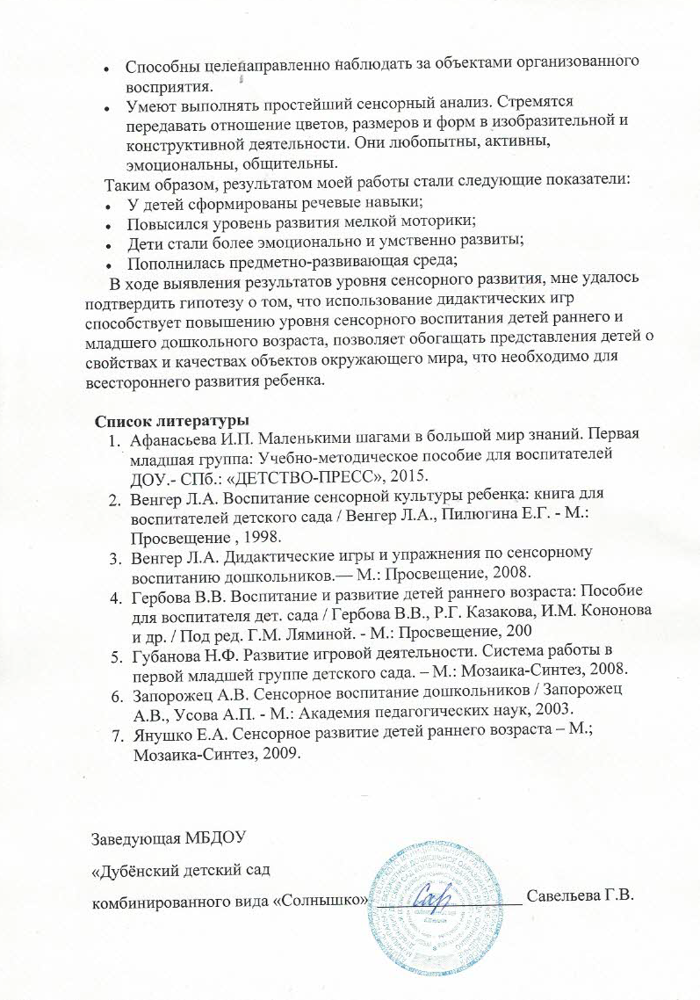 • Способны целенаправленно наблюдать за объектами организованного
восприятия.
• Умеют выполнять простейший сенсорный анализ. Стремятся
передавать отношение цветов, размеров и форм в изобразительной и
конструктивной деятельности. Они любопытны, активны,
эмоциональны, общительны.
Таким образом, результатом моей работы стали следующие показатели:
• У детей сформированы речевые навыки;
• Повысился уровень развития мелкой моторики;
• Дети стали более эмоционально и умственно развиты;
• Пополнилась предметно-развивающая среда;
В ходе выявления результатов уровня сенсорного развития, мне удалось
подтвердить гипотезу о том, что использование дидактических игр
способствует повышению уровня сенсорного воспитания детей раннего и
младшего дошкольного возраста, позволяет обогащать представления детей о
свойствах и качествах объектов окружающего мира, что необходимо для
всестороннего развития ребенка.
Список литературы
1. Афанасьева И.П. Маленькими шагами в большой мир знаний. Первая
младшая группа: Учебно-методическое пособие для воспитателей
ДОУ.- СПб.: «ДЕТСТВО-ПРЕСС», 2015.
2. Венгер Л.А. Воспитание сенсорной культуры ребенка: книга для
воспитателей детского сада / Венгер Л.А., Пилюгина Е.Г. - М.:
Просвещение , 1998.
3. Венгер Л.А. Дидактические игры и упражнения по сенсорному
воспитанию дошкольников.— М.: Просвещение, 2008.
4. Гербова В.В. Воспитание и развитие детей раннего возраста: Пособие
для воспитателя дет. сада / Гербова В.В., Р.Г. Казакова, И.М. Кононова
и др. / Под ред. Г.М. Ляминой. - М.: Просвещение, 200
5. Губанова Н.Ф. Развитие игровой деятельности. Система работы в
первой младшей группе детского сада. – М.: Мозаика-Синтез, 2008.
6. Запорожец А.В. Сенсорное воспитание дошкольников / Запорожец
А.В., Усова А.П. - М.: Академия педагогических наук, 2003.
7. Янушко Е.А. Сенсорное развитие детей раннего возраста – М.;
Мозаика-Синтез, 2009.
Заведующая МБДОУ
«Дубёнский детский сад
комбинированного вида «Солнышко» Савельева Г.В.